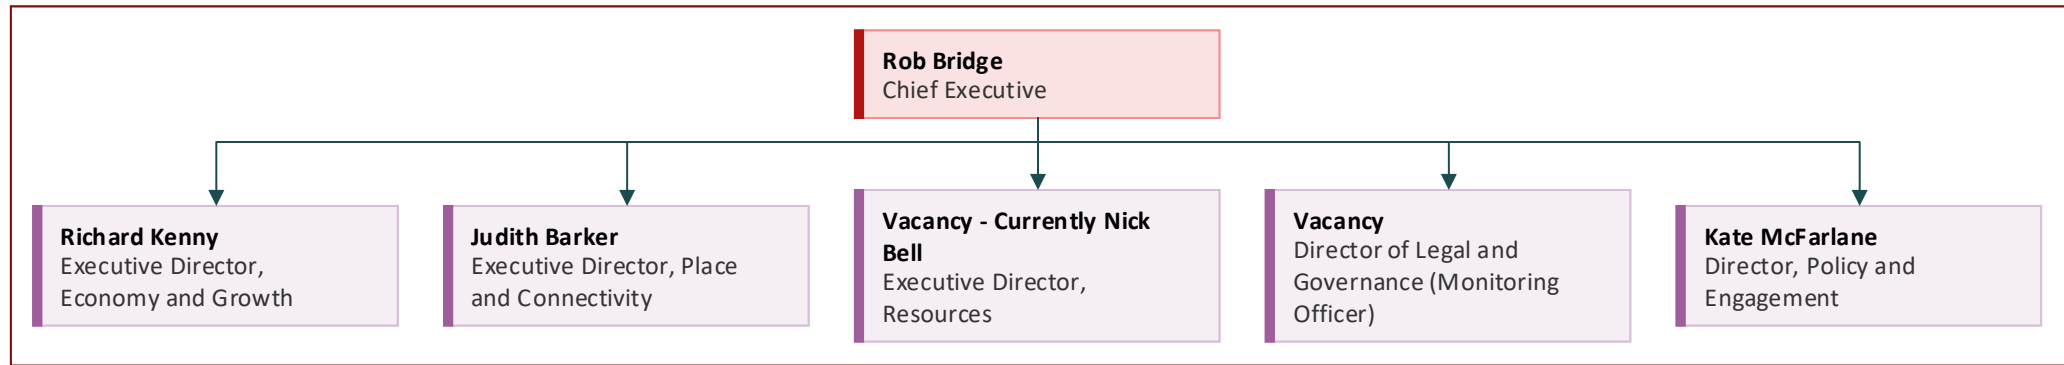 Rob Bridge
Chief Executive
Richard Kenny
Executive Director,
Economy and Growth
Judith Barker
Executive Director, Place
and Connectivity
Vacancy - Currently Nick
Bell
Executive Director,
Resources
Vacancy
Director of Legal and
Governance (Monitoring
Officer)
Kate McFarlane
Director, Policy and
Engagement